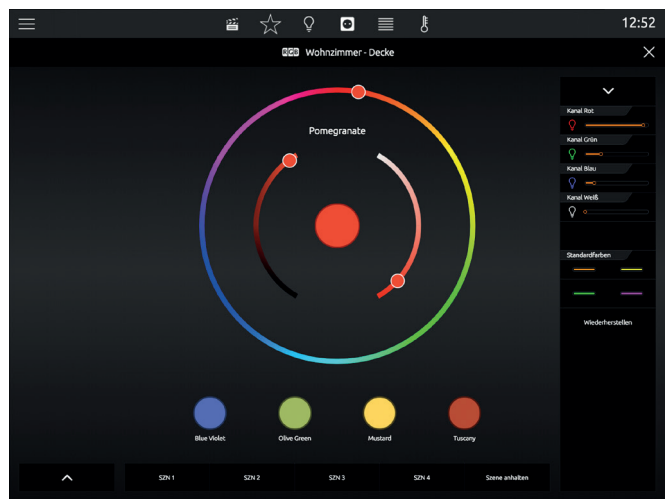 12:52
RGB Wohnzimmer - Decke
Pomegranate
Kanal Rot
Kanal Grün
Kanal Blau
Kanal Weiß
Standardfarben
Wiederherstellen
Blue Violet Olive Green Mustard Tuscany
SZN 1 SZN 2 SZN 3 SZN 4 Szene anhalten